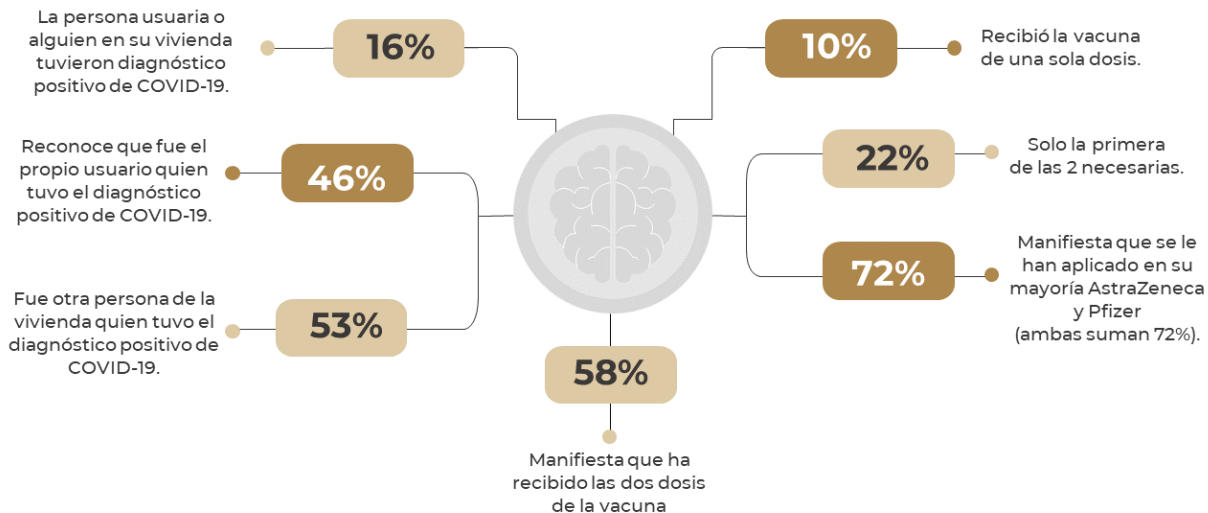 La persona usuaria o
alguien en su vivienda
tuvieron diagnóstico
positivo de COVID-19.
16%
Reconoce que fue el
propio usuario quien
tuvo el diagnóstico
positivo de COVID-19.
46%
Fue otra persona de la
vivienda quien tuvo el
diagnóstico positivo de
COVID-19.
53%
58%
Manifiesta que ha
recibido las dos dosis
de la vacuna
10%
Recibió la vacuna
de una sola dosis.
22%
Solo la primera
de las 2 necesarias.
72%
Manifiesta que se le
han aplicado en su
mayoría AstraZeneca
y Pfizer
(ambas suman 72%).